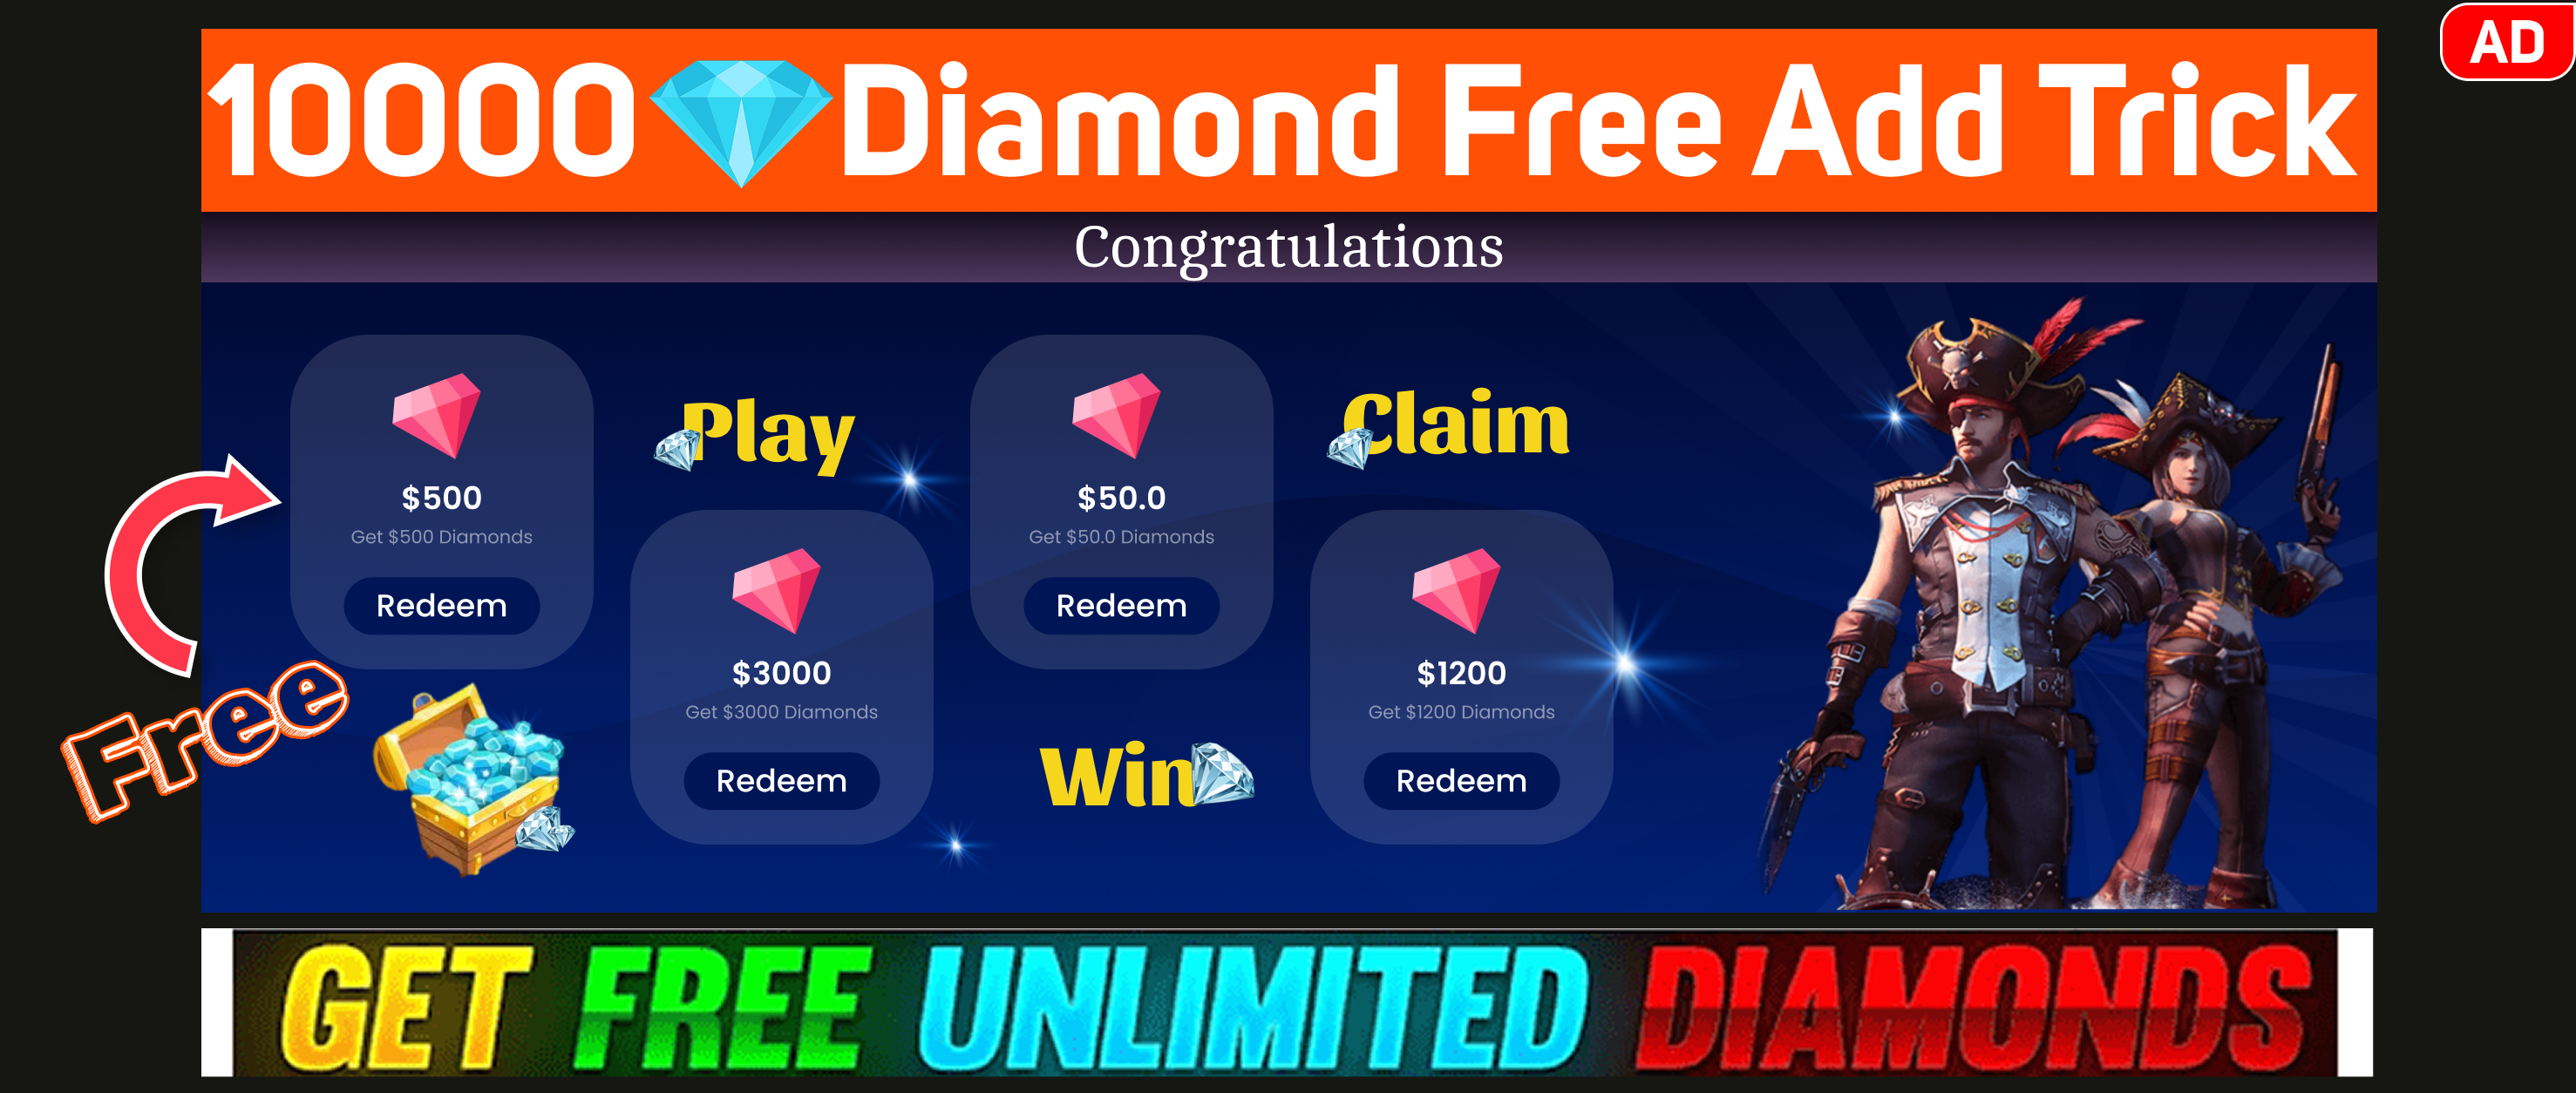 AD
10000 Diamond Free Add Trick
Congratulations
$500
Get $500 Diamonds
Redeem
Play
$3000
Get $3000 Diamonds
Redeem
$50.0
Get $50.0 Diamonds
Redeem
Win
Claim
$1200
Get $1200 Diamonds
Redeem
Free
GET FREE UNLIMITED DIAMONDS